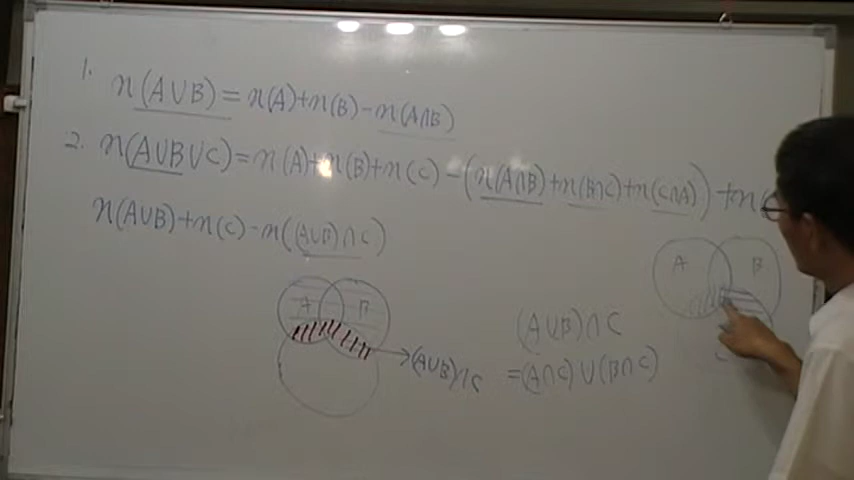 1. n(A∪B)=n(A)+n(B)-n(A∩B)
2. n(A∪B∪C)=n(A)+n(B)+n(C)-(n(A∩B)+n(B∩C)+n(C∩A))+n(
n(A∪B)+n(C)-n((A∪B)∩C)
A B
A B
(A∪B)∩C
=(A∩C)∪(B∩C)
→(A∪B)∩C